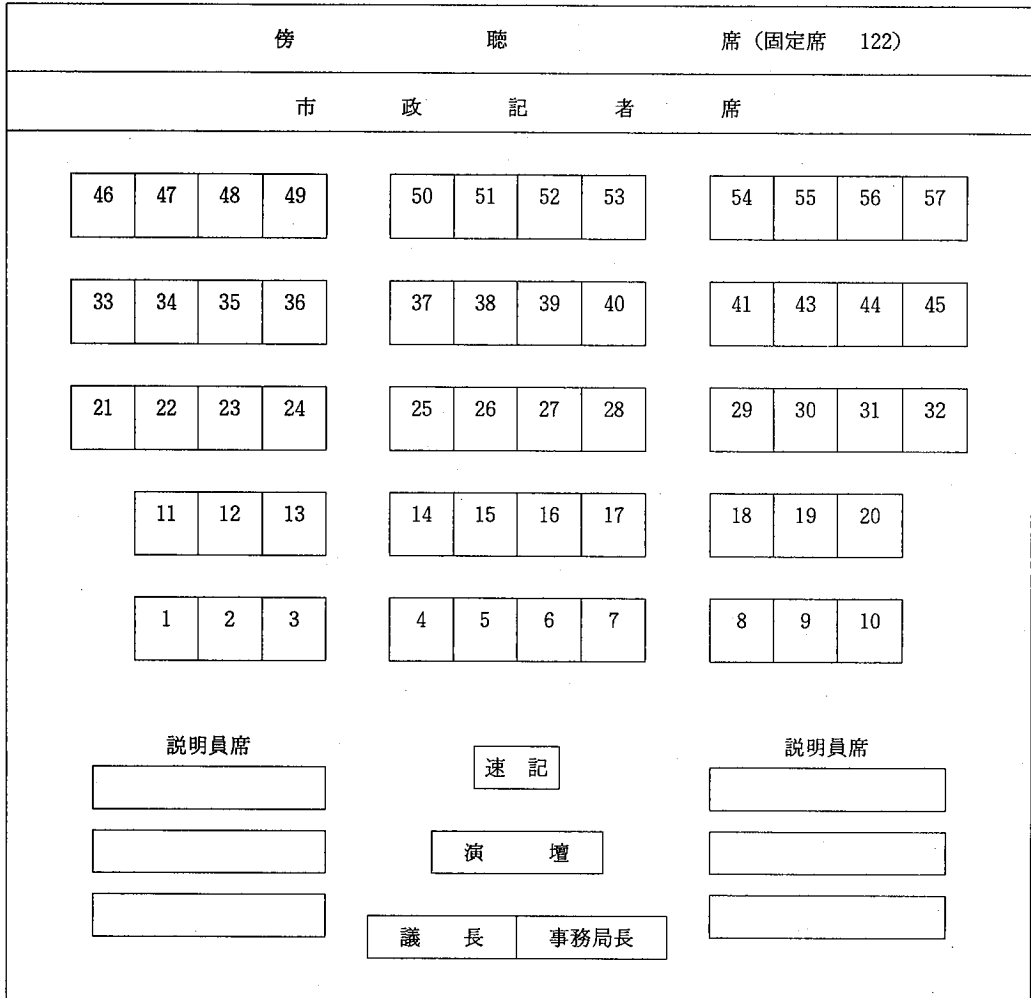 傍 聴 席 (固定席 122)
市 政 記 者 席
46 47 48 49 50 51 52 53 54 55 56 57
33 34 35 36 37 38 39 40 41 43 44 45
21 22 23 24 25 26 27 28 29 30 31 32
11 12 13 14 15 16 17 18 19 20
1 2 3 4 5 6 7 8 9 10
説明員席 速 記 説明員席
演 壇
議 長 事務局長